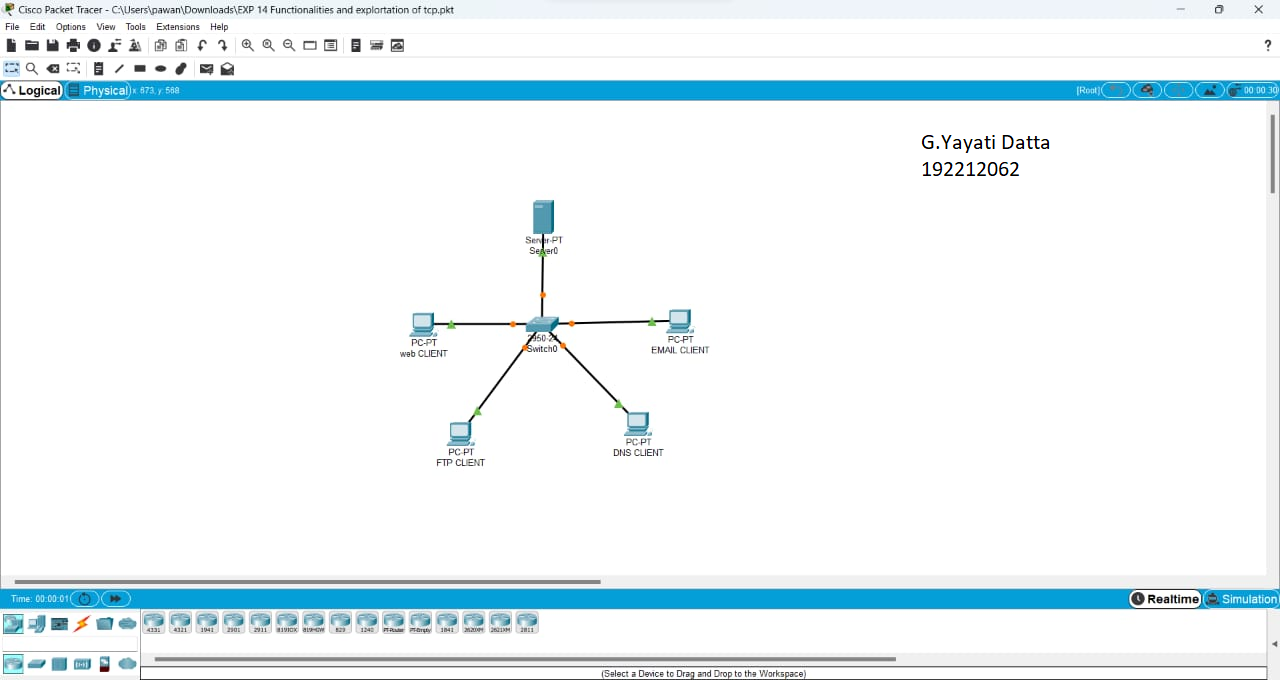 Cisco Packet Tracer - C:\Users\pawan\Downloads\EXP 14 Functionalities and explortation of tcp.pkt
File Edit Options View Tools Extensions Help
?
Logical Physical x: 673, y: 568 [Root] 00:00:30
G.Yayati Datta
192212062
Server-PT
Server0
PC-PT
web CLIENT
2950-24
Switch0
PC-PT
EMAIL CLIENT
PC-PT
FTP CLIENT
PC-PT
DNS CLIENT
Time: 00:00:01 Realtime Simulation
4331 4321 1941 2901 2911 819IOX 819HGW 829 1240 PT-Router PT-Empty 1841 2620XM 2621XM 2811
(Select a Device to Drag and Drop to the Workspace)